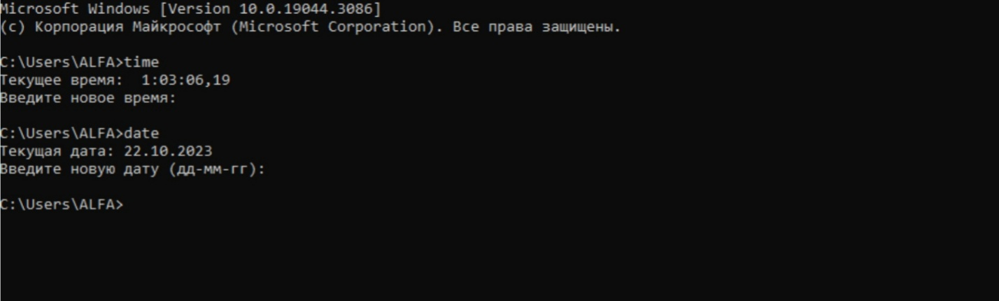 Microsoft Windows [Version 10.0.19044.3086]
(c) Корпорация Майкрософт (Microsoft Corporation). Все права защищены.
C:\Users\ALFA>time
Текущее время:  1:03:06,19
Введите новое время:
C:\Users\ALFA>date
Текущая дата: 22.10.2023
Введите новую дату (дд-мм-гг):
C:\Users\ALFA>